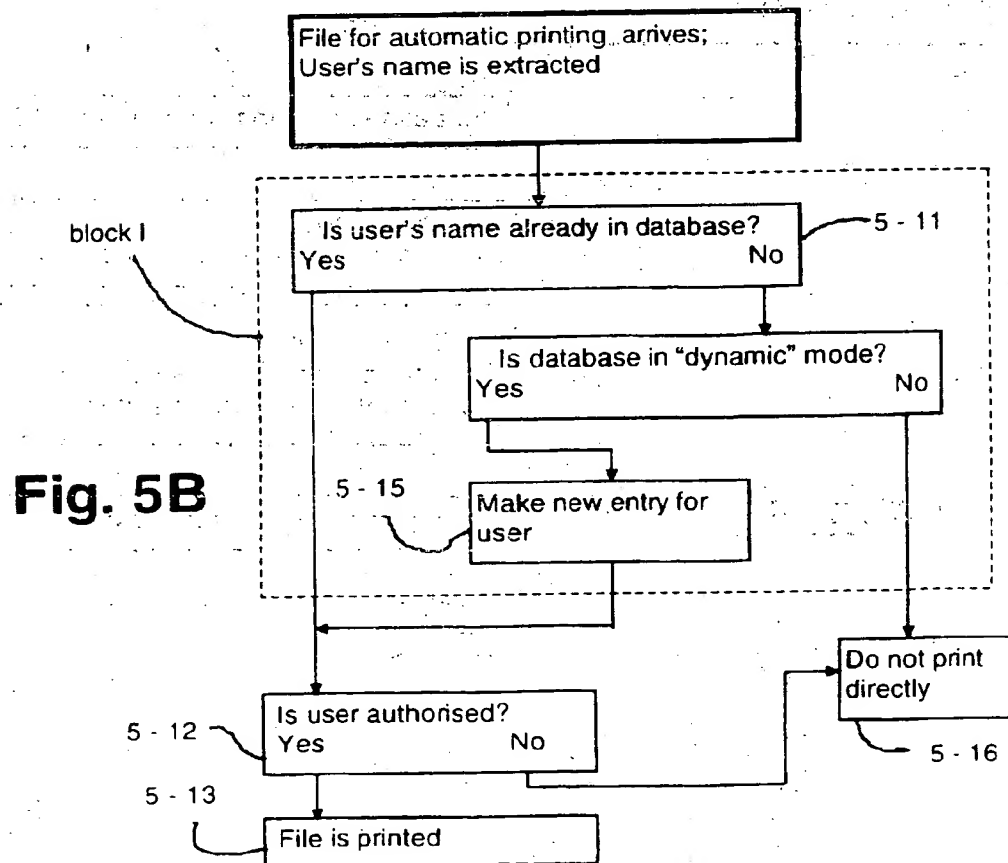 File for automatic printing arrives;
User's name is extracted
block I
Is user's name already in database?
Yes No
5 - 11
Is database in "dynamic" mode?
Yes No
Fig. 5B
5 - 15
Make new entry for
user
Do not print
directly
5 - 16
5 - 12
Is user authorised?
Yes No
5 - 13
File is printed